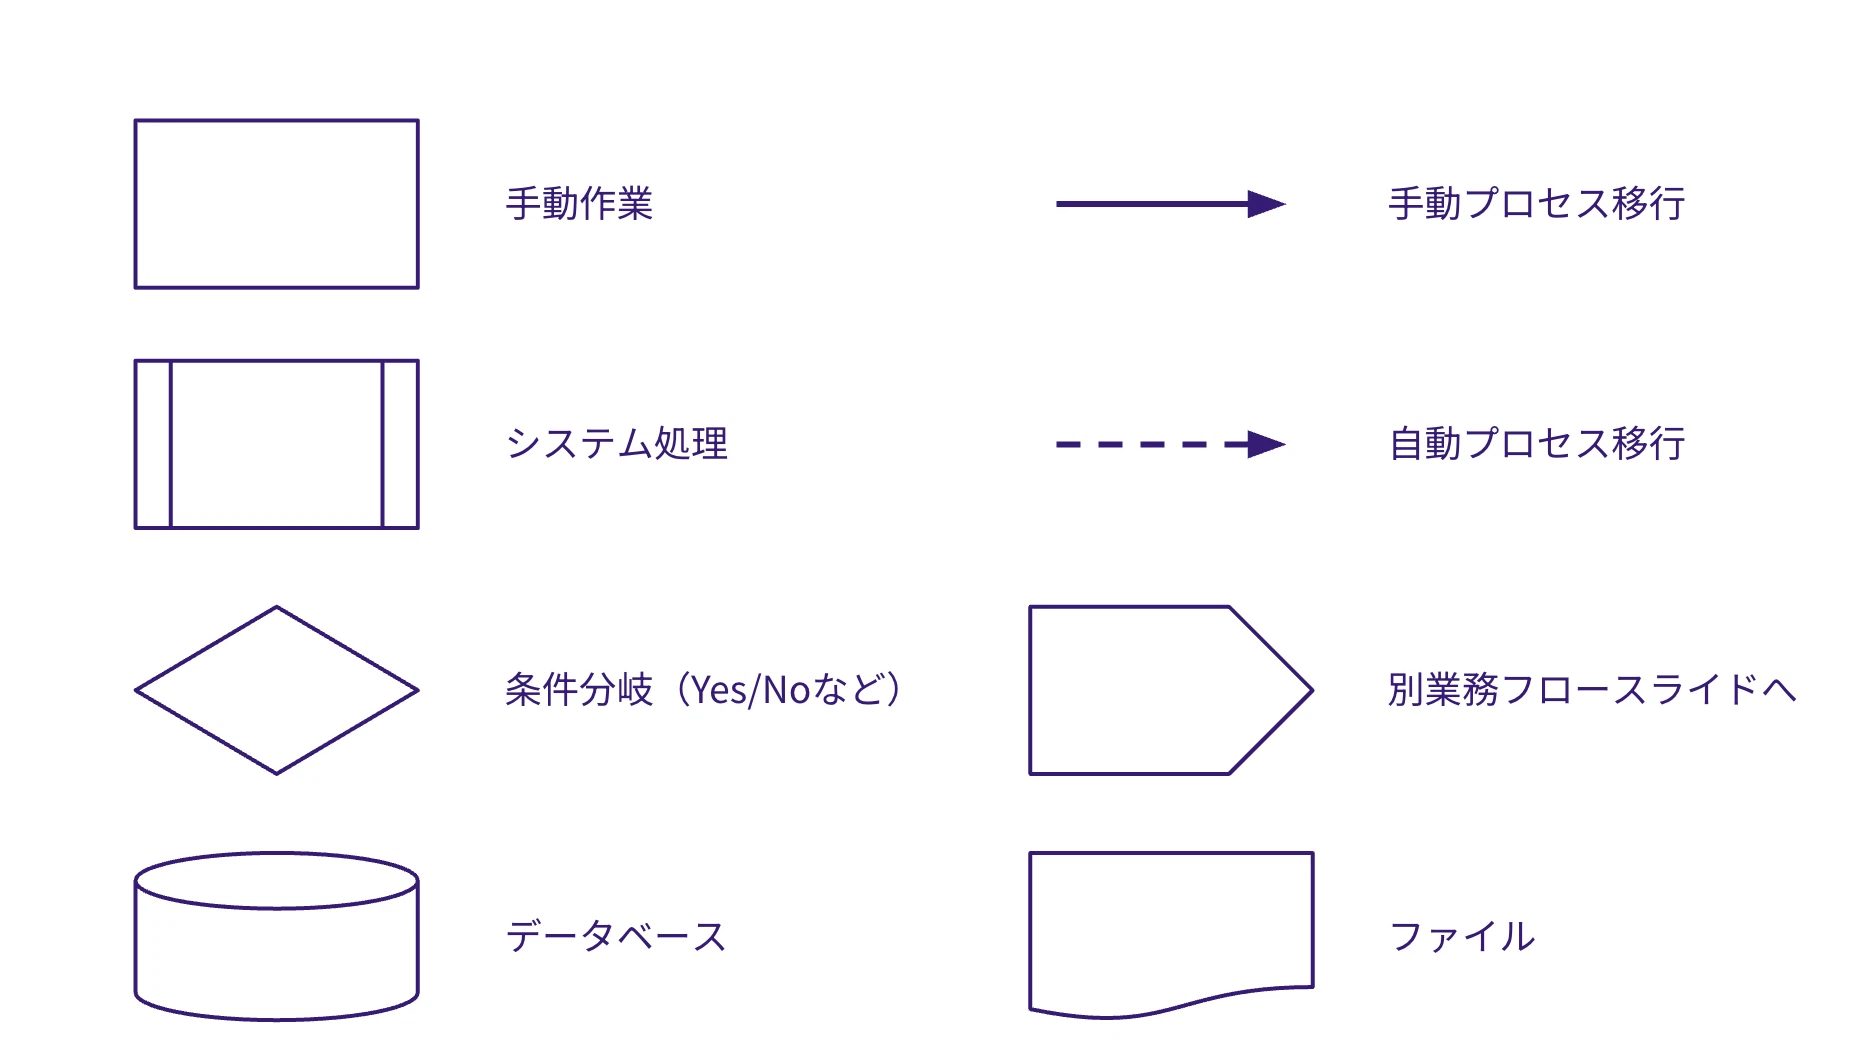 手動作業
手動プロセス移行
システム処理
自動プロセス移行
条件分岐（Yes/Noなど）
別業務フロースライドへ
データベース
ファイル